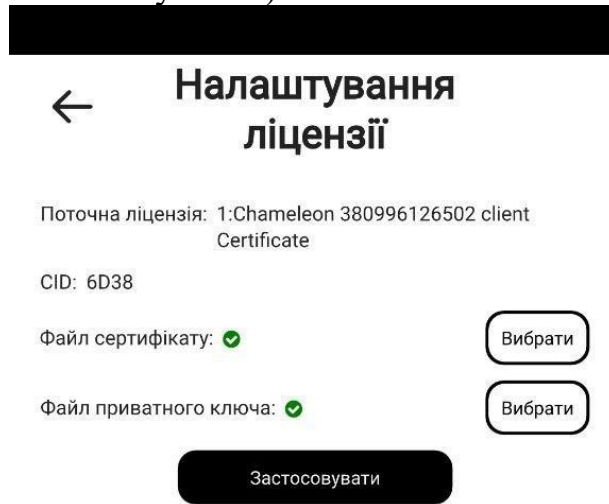 Налаштування
ліцензії
Поточна ліцензія: 1:Chameleon 380996126502 client
Certificate
CID: 6D38
Файл сертифікату:
Вибрати
Файл приватного ключа:
Вибрати
Застосовувати